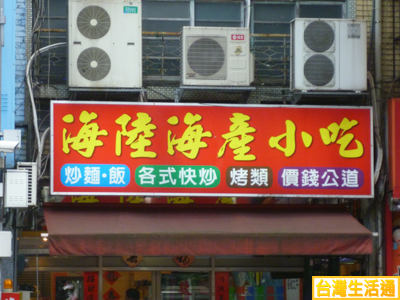 海陸海產小吃
炒麵·飯 各式快炒 烤類 價錢公道
台灣生活通